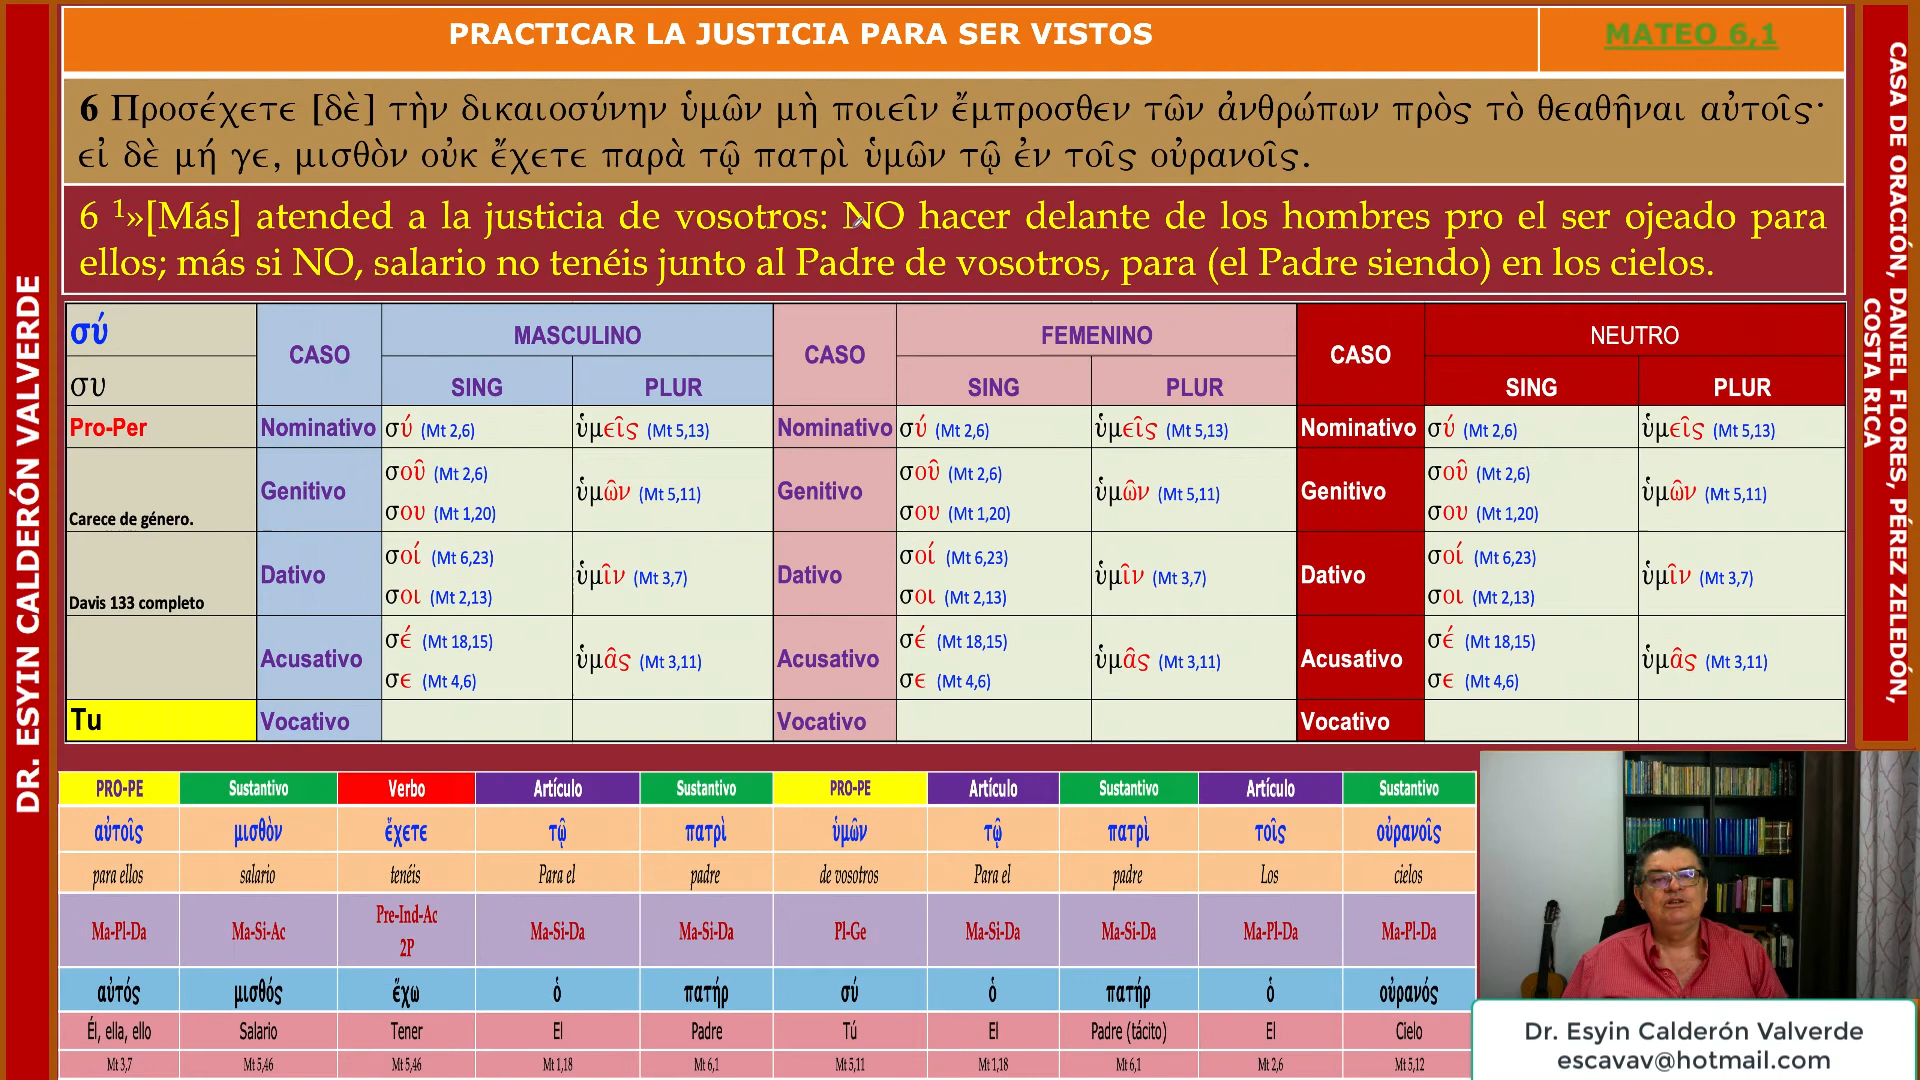 PRACTICAR LA JUSTICIA PARA SER VISTOS
MATEO 6,1
6 Προσέχετε [δὲ] τὴν δικαιοσύνην ὑμῶν μὴ ποιεῖν ἔμπροσθεν τῶν ἀνθρώπων πρὸς τὸ θεαθῆναι αὐτοῖς·
εἰ δὲ μή γε, μισθὸν οὐκ ἔχετε παρὰ τῷ πατρὶ ὑμῶν τῷ ἐν τοῖς οὐρανοῖς.
6 ¹»[Más] atended a la justicia de vosotros: NO hacer delante de los hombres pro el ser ojeado para
ellos; más si NO, salario no tenéis junto al Padre de vosotros, para (el Padre siendo) en los cielos.
σύ CASO MASCULINO CASO FEMENINO CASO NEUTRO
συ SING PLUR SING PLUR SING PLUR
Pro-Per Nominativo σύ (Mt 2,6) ὑμεῖς (Mt 5,13) Nominativo σύ (Mt 2,6) ὑμεῖς (Mt 5,13) Nominativo σύ (Mt 2,6) ὑμεῖς (Mt 5,13)
Carece de género. Genitivo σοῦ (Mt 2,6) σου (Mt 1,20) ὑμῶν (Mt 5,11) Genitivo σοῦ (Mt 2,6) σου (Mt 1,20) ὑμῶν (Mt 5,11) Genitivo σοῦ (Mt 2,6) σου (Mt 1,20) ὑμῶν (Mt 5,11)
Davis 133 completo Dativo σοί (Mt 6,23) σοι (Mt 2,13) ὑμῖν (Mt 3,7) Dativo σοί (Mt 6,23) σοι (Mt 2,13) ὑμῖν (Mt 3,7) Dativo σοί (Mt 6,23) σοι (Mt 2,13) ὑμῖν (Mt 3,7)
Acusativo σέ (Mt 18,15) σε (Mt 4,6) ὑμᾶς (Mt 3,11) Acusativo σέ (Mt 18,15) σε (Mt 4,6) ὑμᾶς (Mt 3,11) Acusativo σέ (Mt 18,15) σε (Mt 4,6) ὑμᾶς (Mt 3,11)
Tu Vocativo Vocativo Vocativo
PRO-PE Sustantivo Verbo Artículo Sustantivo PRO-PE Artículo Sustantivo Artículo Sustantivo
αὐτοῖς μισθὸν ἔχετε τῷ πατρὶ ὑμῶν τῷ πατρὶ τοῖς οὐρανοῖς
para ellos salario tenéis Para el padre de vosotros Para el padre Los cielos
Ma-Pl-Da Ma-Si-Ac Pre-Ind-Ac 2P Ma-Si-Da Ma-Si-Da Pl-Ge Ma-Si-Da Ma-Si-Da Ma-Pl-Da Ma-Pl-Da
αὐτός μισθός ἔχω ὁ πατήρ σύ ὁ πατήρ ὁ οὐρανός
Él, ella, ello Salario Tener El Padre Tú El Padre (tácito) El Cielo
Mt 3,7 Mt 5,46 Mt 5,46 Mt 1,18 Mt 6,1 Mt 5,11 Mt 1,18 Mt 6,1 Mt 2,6 Mt 5,12
DR. ESYIN CALDERÓN VALVERDE
CASA DE ORACIÓN, DANIEL FLORES, PÉREZ ZELEDÓN,
COSTA RICA
Dr. Esyin Calderón Valverde
escavav@hotmail.com